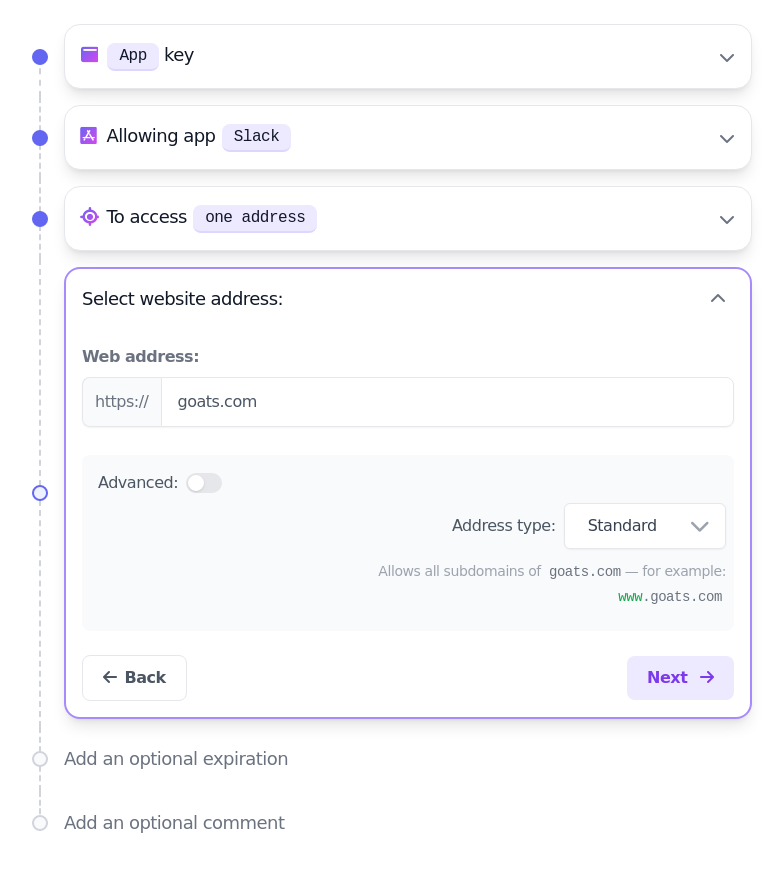 App key
Allowing app Slack
To access one address
Select website address:
Web address:
https:// goats.com
Advanced:
Address type: Standard
Allows all subdomains of goats.com — for example:
www.goats.com
Back Next
Add an optional expiration
Add an optional comment